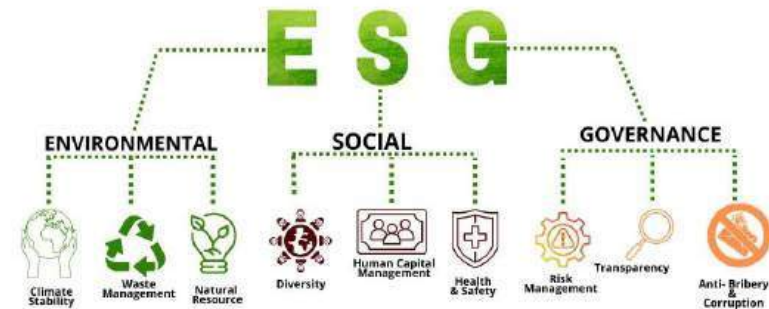 E S G
ENVIRONMENTAL
SOCIAL
GOVERNANCE
Climate
Stability
Waste
Management
Natural
Resource
Diversity
Human Capital
Management
Health
& Safety
Risk
Management
Transparency
Anti- Bribery
&
Corruption